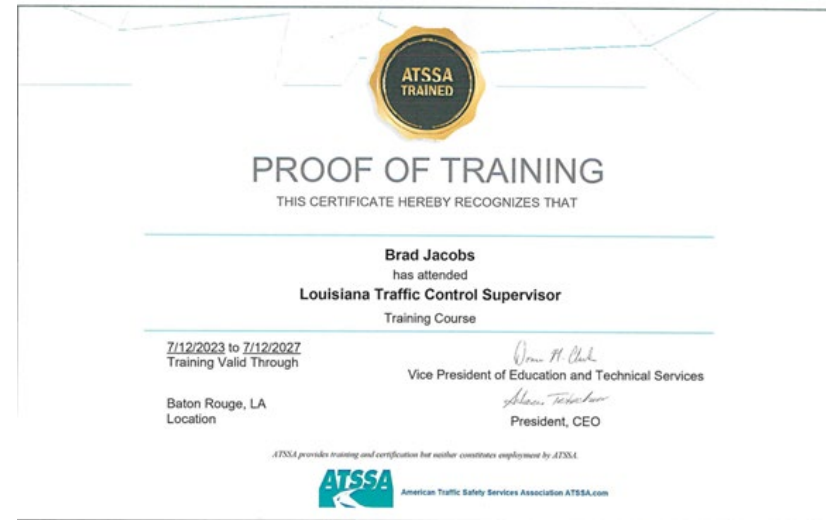 ATSSA
TRAINED
PROOF OF TRAINING
THIS CERTIFICATE HEREBY RECOGNIZES THAT
Brad Jacobs
has attended
Louisiana Traffic Control Supervisor
Training Course
7/12/2023 to 7/12/2027
Training Valid Through
Vice President of Education and Technical Services
Baton Rouge, LA
Location
President, CEO
ATSSA provides training and certification but neither constitutes employment by ATSSA.
ATSSA
American Traffic Safety Services Association ATSSA.com